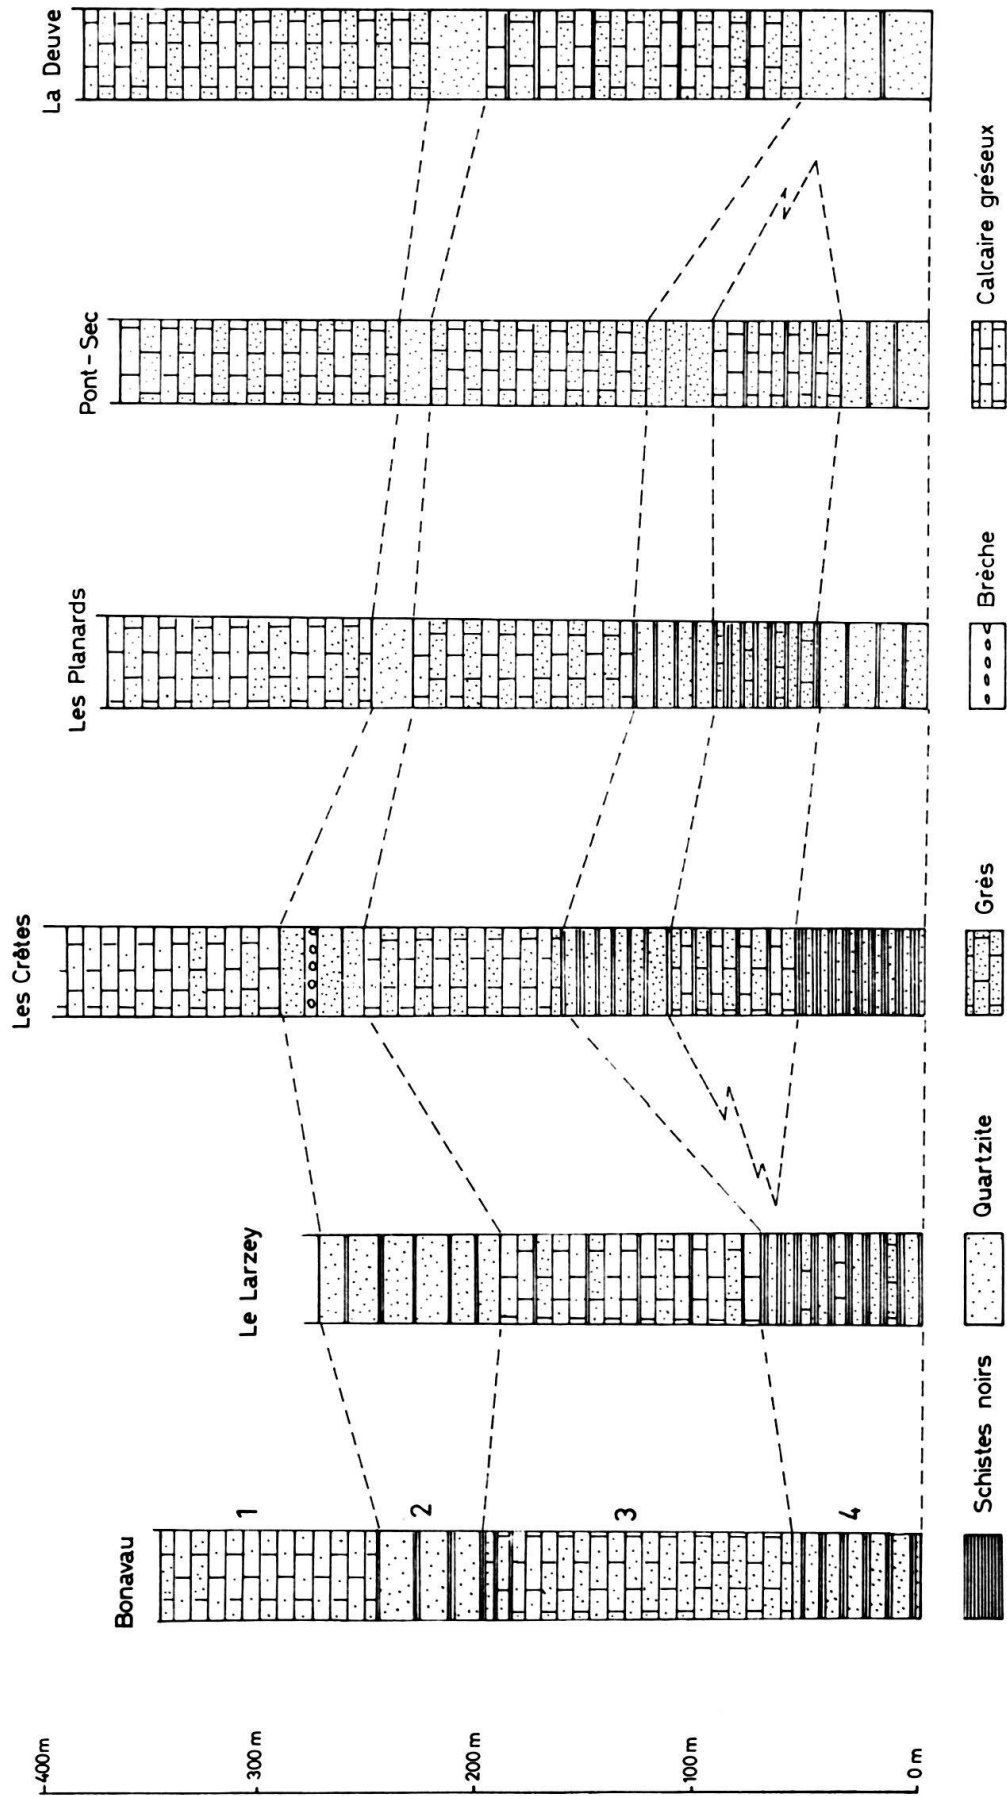 Bonavau
Le Larzey
Les Crêtes
Les Planards
Pont-Sec
La Deuve
400m
300 m
200 m
100 m
0 m
1
2
3
4
Schistes noirs
Quartzite
Grès
Brèche
Calcaire gréseux